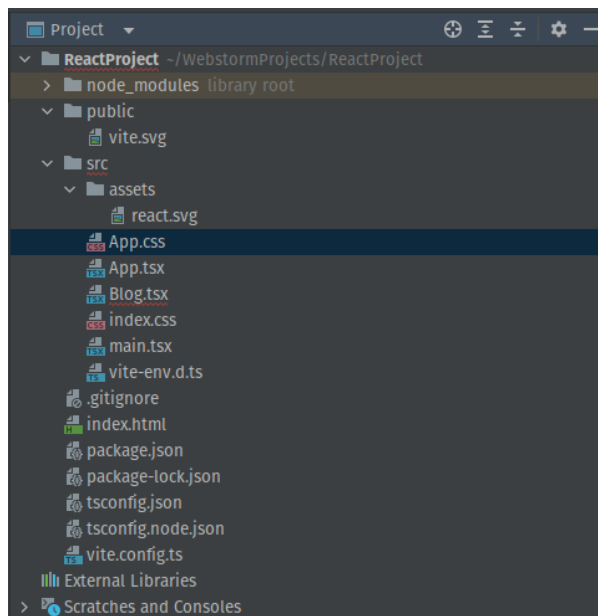 Project
ReactProject ~/WebstormProjects/ReactProject
node_modules library root
public
vite.svg
src
assets
react.svg
App.css
App.tsx
Blog.tsx
index.css
main.tsx
vite-env.d.ts
.gitignore
index.html
package.json
package-lock.json
tsconfig.json
tsconfig.node.json
vite.config.ts
External Libraries
Scratches and Consoles